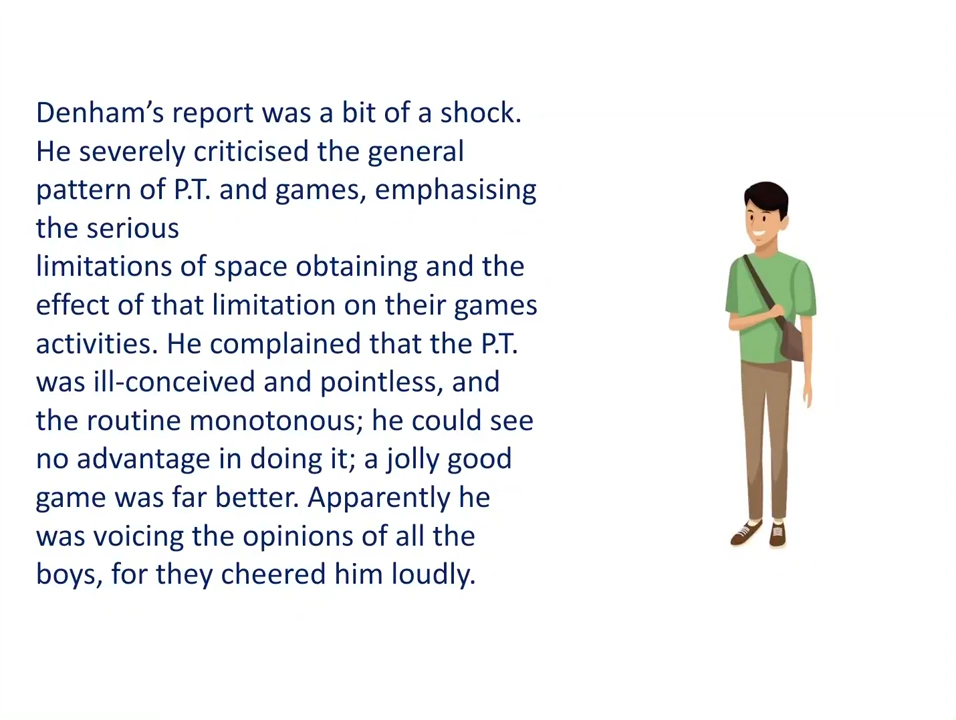 Denham’s report was a bit of a shock.
He severely criticised the general
pattern of P.T. and games, emphasising
the serious
limitations of space obtaining and the
effect of that limitation on their games
activities. He complained that the P.T.
was ill-conceived and pointless, and
the routine monotonous; he could see
no advantage in doing it; a jolly good
game was far better. Apparently he
was voicing the opinions of all the
boys, for they cheered him loudly.